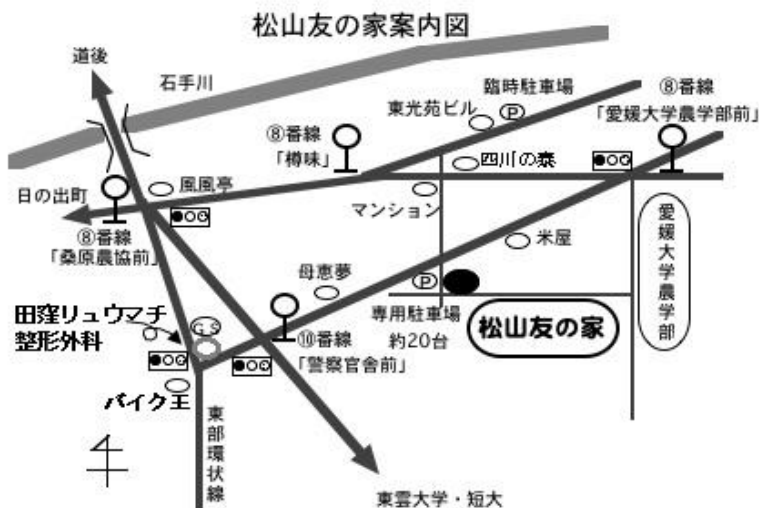 松山友の家案内図
道後
石手川
臨時駐車場
P
⑧番線
「愛媛大学農学部前」
東光苑ビル
⑧番線
「樽味」
四川の泰
日の出町
風風亭
マンション
⑧番線
「桑原農協前」
米屋
愛媛大学農学部
母恵夢
P
専用駐車場
約20台
松山友の家
田窪リュウマチ
整形外科
GS
⑩番線
「警察官舎前」
バイク王
東部環状線
東雲大学・短大